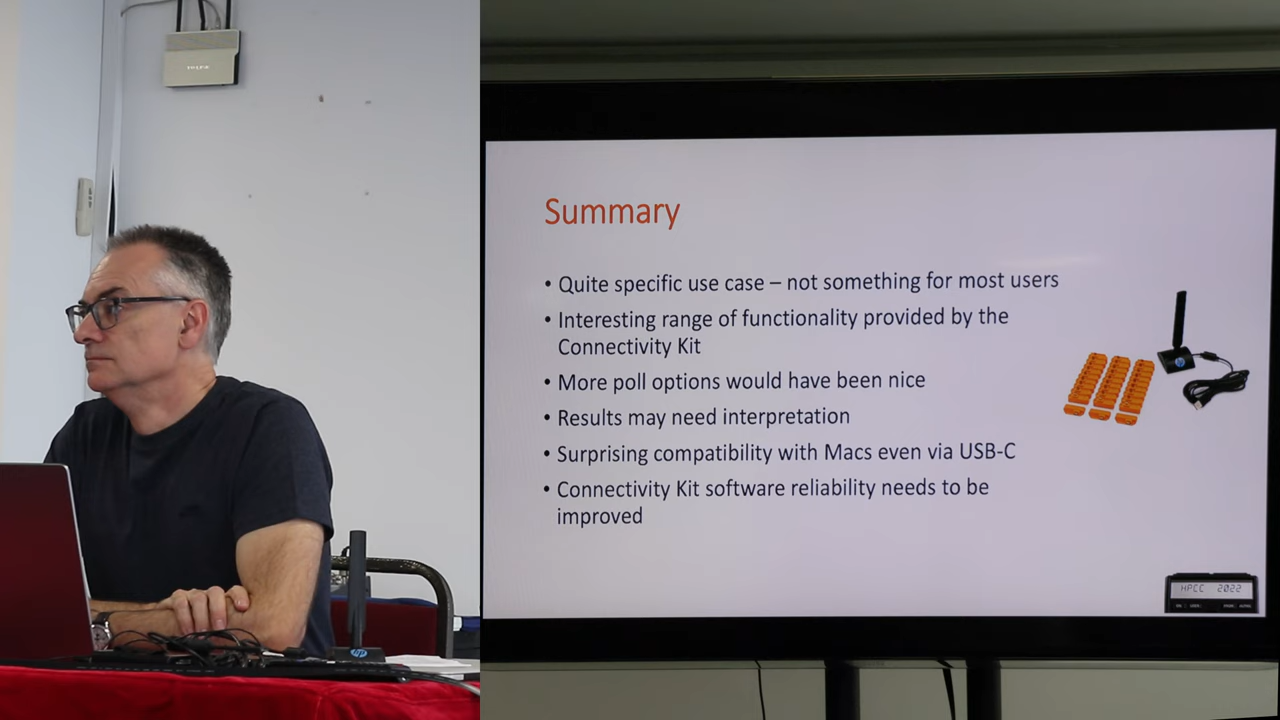 Summary
• Quite specific use case – not something for most users
• Interesting range of functionality provided by the
Connectivity Kit
• More poll options would have been nice
• Results may need interpretation
• Surprising compatibility with Macs even via USB-C
• Connectivity Kit software reliability needs to be
improved
HPCC 2022
hp